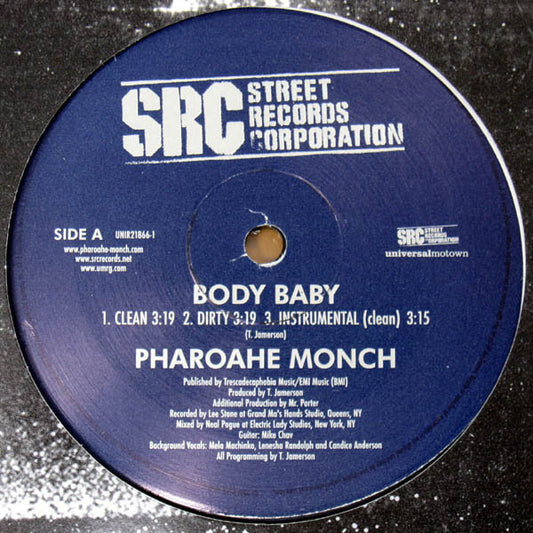 SRC STREET
RECORDS
CORPORATION
SIDE A UNIR21866-1
www.pharoahe-monch.com
www.srcrecords.net
www.umrg.com
SRC STREET
RECORDS
CORPORATION
universalmotown
BODY BABY
1. CLEAN 3:19 2. DIRTY 3:19 3. INSTRUMENTAL (clean) 3:15
(T. Jamerson)
PHAROAHE MONCH
Published by Trescadecaphobia Music/EMI Music (BMI)
Produced by T. Jamerson
Additional Production by Mr. Porter
Recorded by Lee Stone at Grand Ma's Hands Studio, Queens, NY
Mixed by Neal Pogue at Electric Lady Studios, New York, NY
Guitar: Mike Chav
Background Vocals: Mela Machinko, Lenesha Randolph and Candice Anderson
All Programming by T. Jamerson